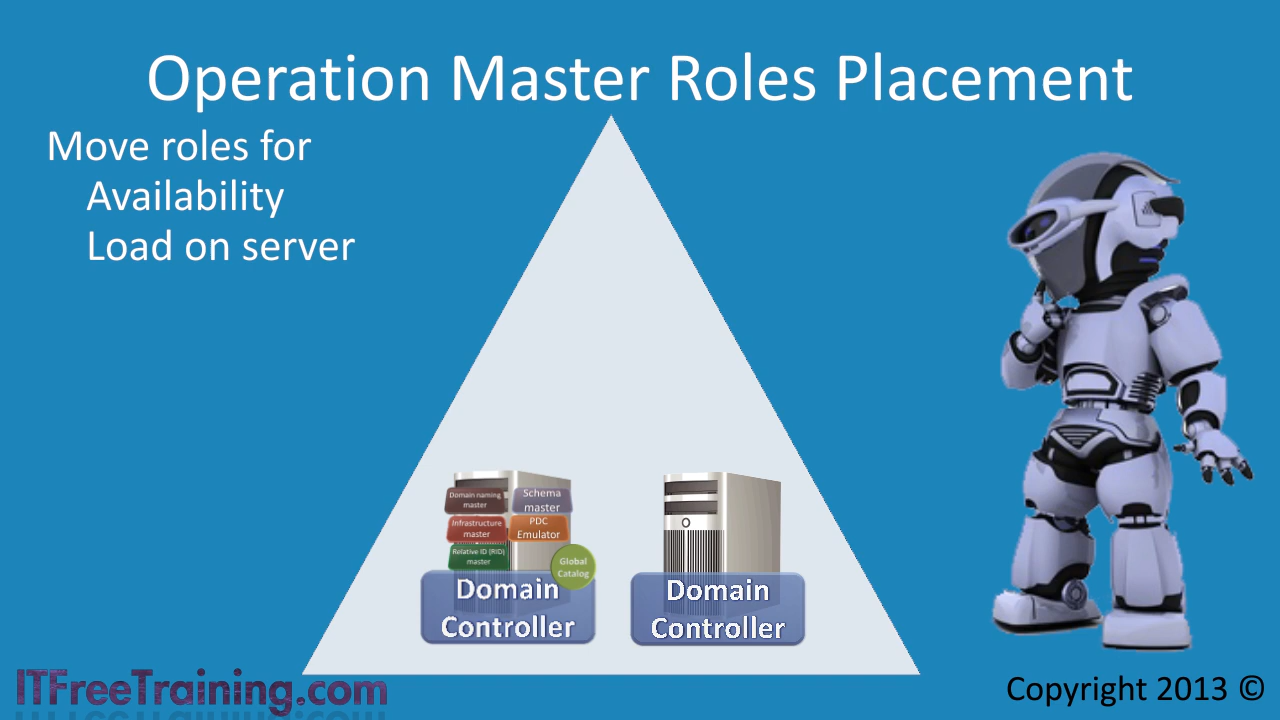 Operation Master Roles Placement
Move roles for
Availability
Load on server
Domain naming
master
Schema
master
Infrastructure
master
PDC
Emulator
Relative ID (RID)
master
Global
Catalog
Domain
Controller
Domain
Controller
ITFreeTraining.com
Copyright 2013 ©